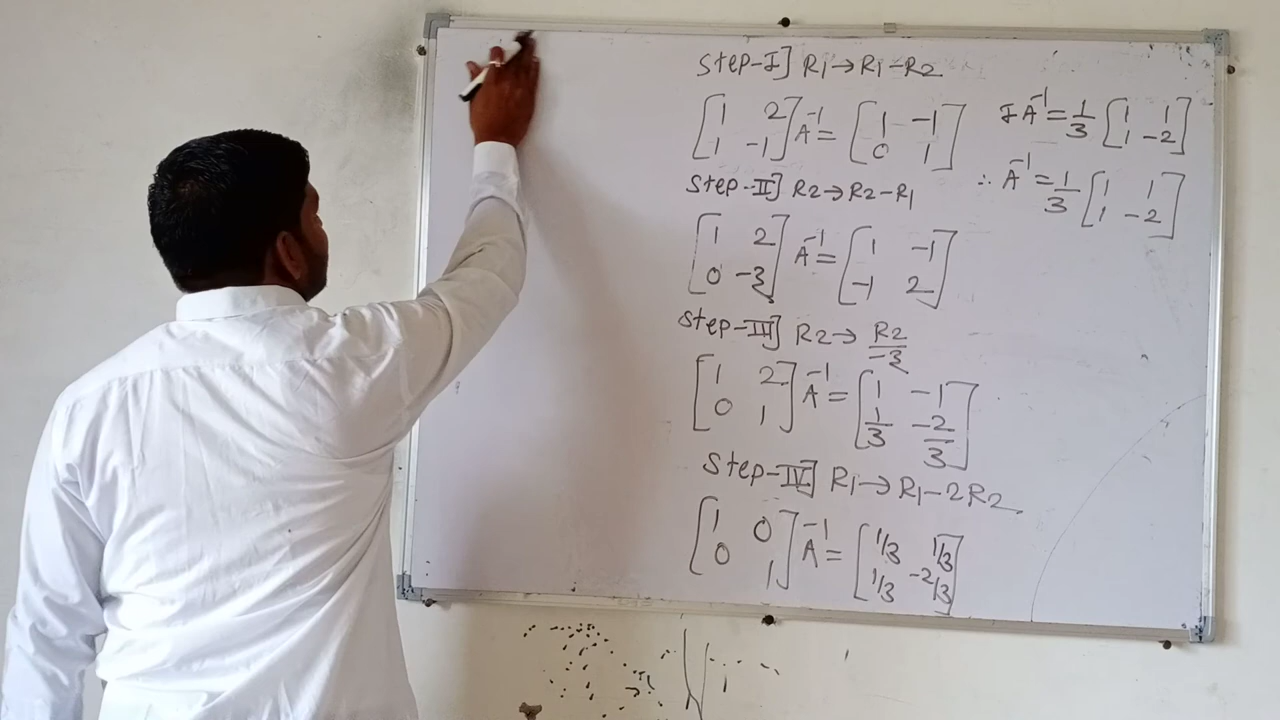 Step-I] R1→R1-R2
[1 2
1 -1] A^-1 = [1 -1
0 1]
Step-II] R2→R2-R1
[1 2
0 -3] A^-1 = [1 -1
-1 2]
Step-III] R2→ R2/-3
[1 2
0 1] A^-1 = [1 -1
1/3 -2/3]
Step-IV] R1→R1-2R2
[1 0
0 1] A^-1 = [1/3 1/3
1/3 -2/3]
I A^-1 = 1/3 [1 1
1 -2]
∴ A^-1 = 1/3 [1 1
1 -2]